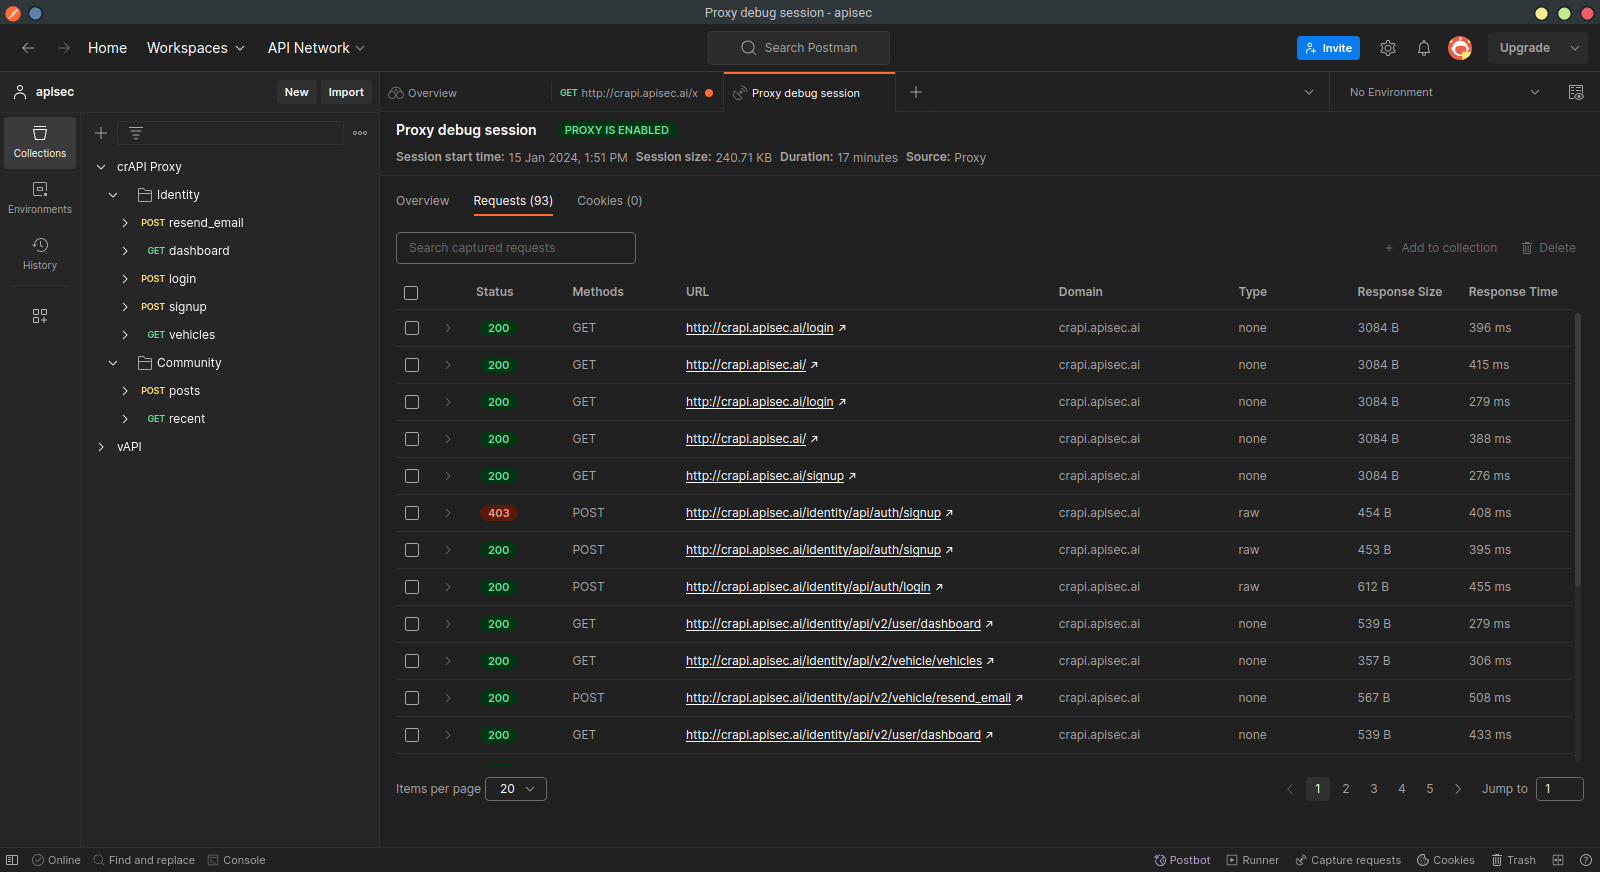 Proxy debug session - apisec
Home Workspaces API Network Search Postman Invite Upgrade
apisec New Import Overview GET http://crapi.apisec.ai/x Proxy debug session No Environment
Collections
Environments
History
crAPI Proxy
Identity
POST resend_email
GET dashboard
POST login
POST signup
GET vehicles
Community
POST posts
GET recent
vAPI
Proxy debug session PROXY IS ENABLED
Session start time: 15 Jan 2024, 1:51 PM Session size: 240.71 KB Duration: 17 minutes Source: Proxy
Overview Requests (93) Cookies (0)
Search captured requests + Add to collection Delete
Status Methods URL Domain Type Response Size Response Time
200 GET http://crapi.apisec.ai/login crapi.apisec.ai none 3084 B 396 ms
200 GET http://crapi.apisec.ai/ crapi.apisec.ai none 3084 B 415 ms
200 GET http://crapi.apisec.ai/login crapi.apisec.ai none 3084 B 279 ms
200 GET http://crapi.apisec.ai/ crapi.apisec.ai none 3084 B 388 ms
200 GET http://crapi.apisec.ai/signup crapi.apisec.ai none 3084 B 276 ms
403 POST http://crapi.apisec.ai/identity/api/auth/signup crapi.apisec.ai raw 454 B 408 ms
200 POST http://crapi.apisec.ai/identity/api/auth/signup crapi.apisec.ai raw 453 B 395 ms
200 POST http://crapi.apisec.ai/identity/api/auth/login crapi.apisec.ai raw 612 B 455 ms
200 GET http://crapi.apisec.ai/identity/api/v2/user/dashboard crapi.apisec.ai none 539 B 279 ms
200 GET http://crapi.apisec.ai/identity/api/v2/vehicle/vehicles crapi.apisec.ai none 357 B 306 ms
200 POST http://crapi.apisec.ai/identity/api/v2/vehicle/resend_email crapi.apisec.ai none 567 B 508 ms
200 GET http://crapi.apisec.ai/identity/api/v2/user/dashboard crapi.apisec.ai none 539 B 433 ms
Items per page 20 1 2 3 4 5 Jump to 1
Online Find and replace Console Postbot Runner Capture requests Cookies Trash